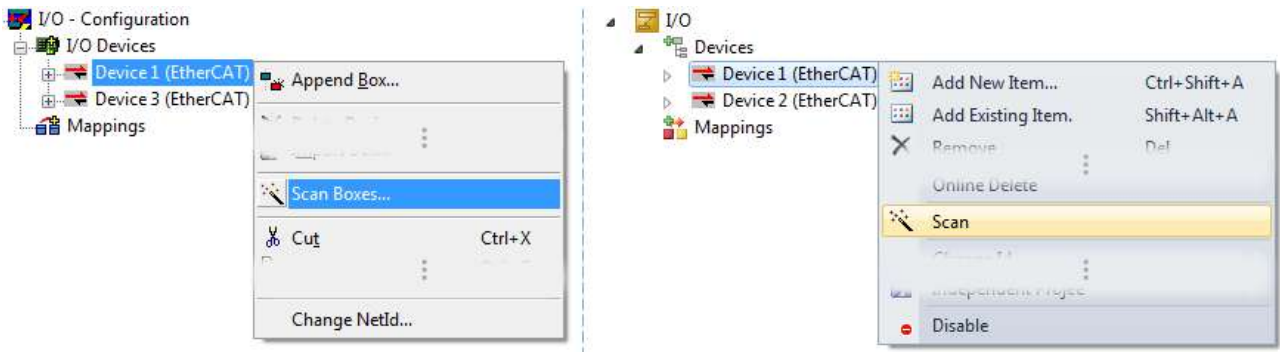 I/O - Configuration
I/O Devices
Device 1 (EtherCAT)
Device 3 (EtherCAT)
Mappings
Append Box...
Scan Boxes...
Cut Ctrl+X
Change NetId...
I/O
Devices
Device 1 (EtherCAT)
Device 2 (EtherCAT)
Mappings
Add New Item... Ctrl+Shift+A
Add Existing Item. Shift+Alt+A
Remove Del
Online Delete
Scan
Disable